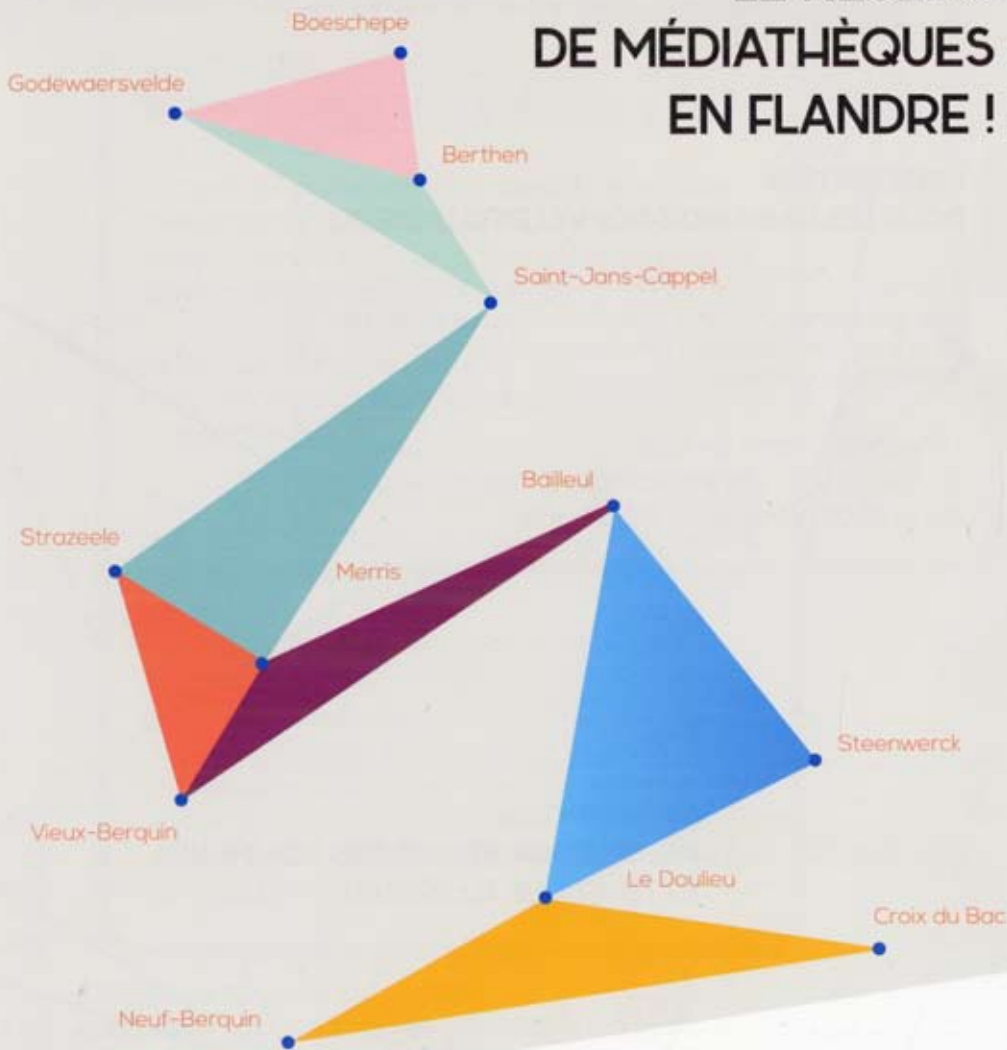 DE MÉDIATHÈQUES
EN FLANDRE !
Boeschepe
Godewaersvelde
Berthen
Saint-Jans-Cappel
Bailleul
Strazeele
Merris
Steenwerck
Vieux-Berquin
Le Doulieu
Croix du Bac
Neuf-Berquin